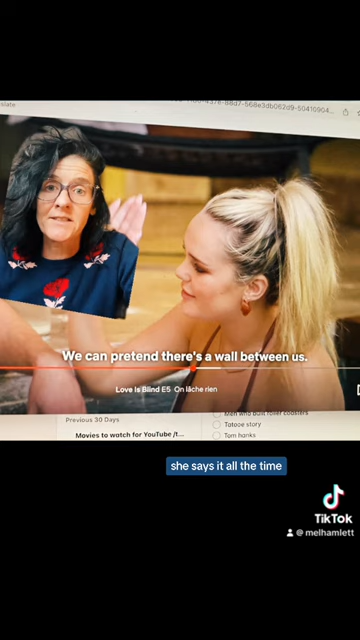 slate
We can pretend there's a wall between us.
Love Is Blind E5 On lâche rien
Men who built roller coasters
Previous 30 Days
Tatooe story
Movies to watch for YouTube /t...
Tom hanks
she says it all the time
TikTok
@ melhamlett